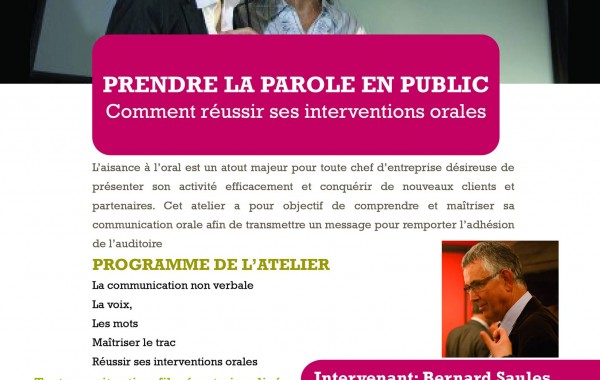 PRENDRE LA PAROLE EN PUBLIC
Comment réussir ses interventions orales
L'aisance à l'oral est un atout majeur pour toute chef d'entreprise désireuse de
présenter son activité efficacement et conquérir de nouveaux clients et
partenaires. Cet atelier a pour objectif de comprendre et maîtriser sa
communication orale afin de transmettre un message pour remporter l'adhésion
de l'auditoire
PROGRAMME DE L'ATELIER
La communication non verbale
La voix,
Les mots
Maîtriser le trac
Réussir ses interventions orales
Intervenant: Bernard Saules